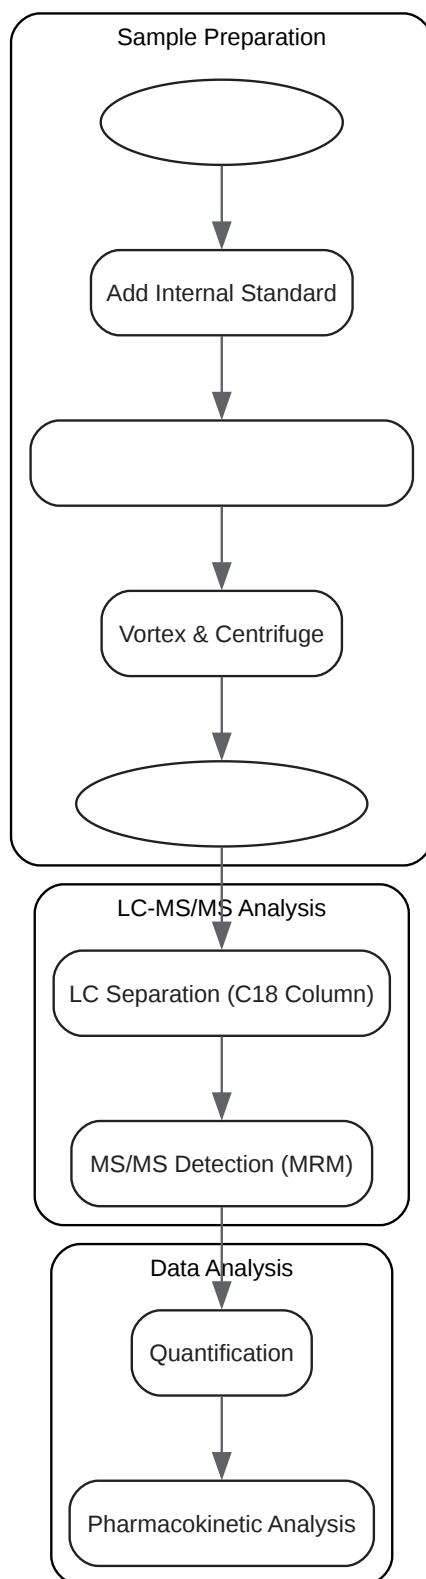 Sample Preparation
Add Internal Standard
Vortex & Centrifuge
LC-MS/MS Analysis
LC Separation (C18 Column)
MS/MS Detection (MRM)
Data Analysis
Quantification
Pharmacokinetic Analysis